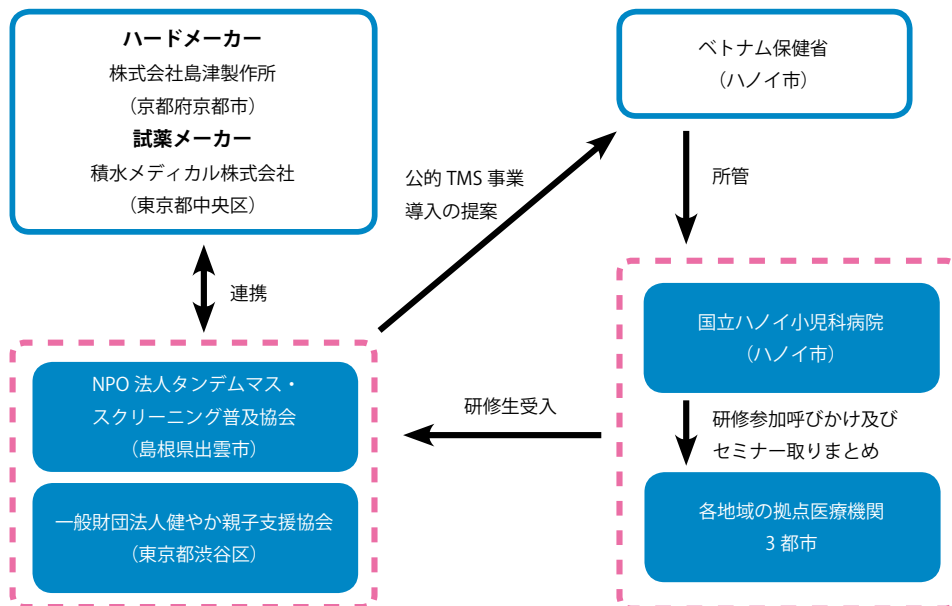 ハードメーカー
株式会社島津製作所
（京都府京都市）
試薬メーカー
積水メディカル株式会社
（東京都中央区）
ベトナム保健省
（ハノイ市）
公的 TMS 事業
導入の提案
所管
連携
国立ハノイ小児科病院
（ハノイ市）
NPO 法人タンデムマス・
スクリーニング普及協会
（島根県出雲市）
研修生受入
研修参加呼びかけ及び
セミナー取りまとめ
一般財団法人健やか親子支援協会
（東京都渋谷区）
各地域の拠点医療機関
3 都市